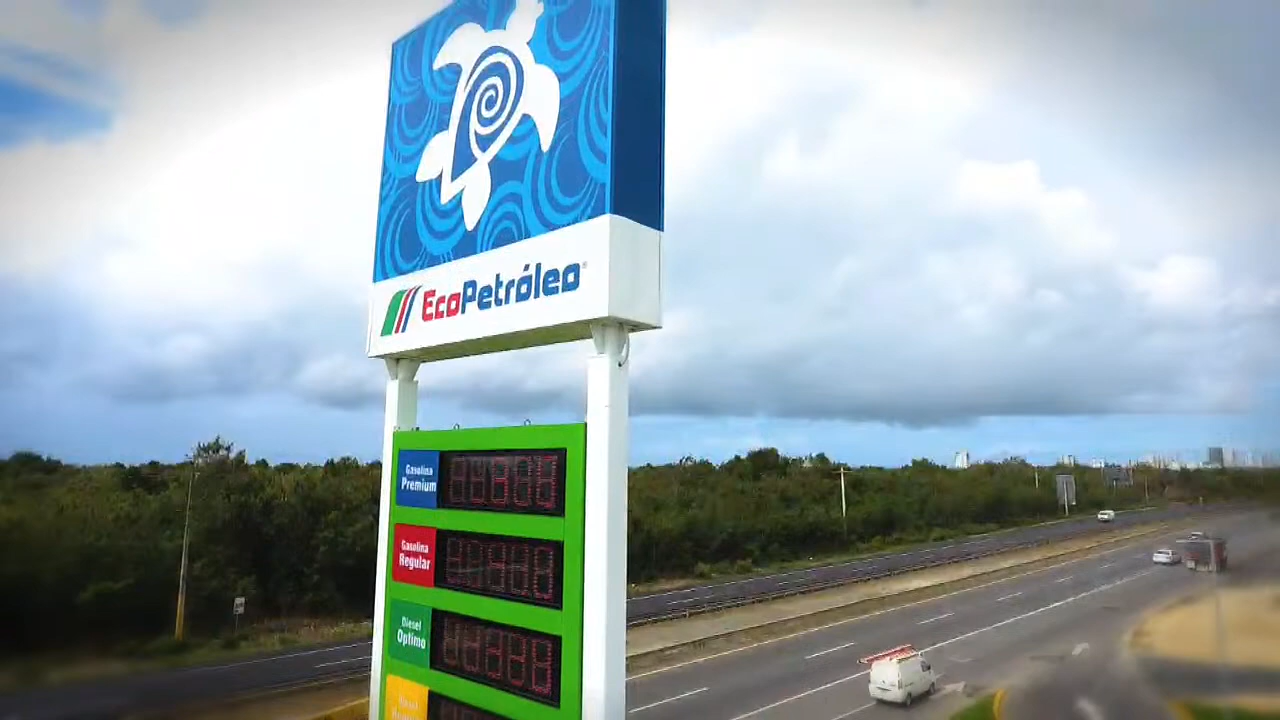 EcoPetróleo
Gasolina
Premium
Gasolina
Regular
Diesel
Optimo